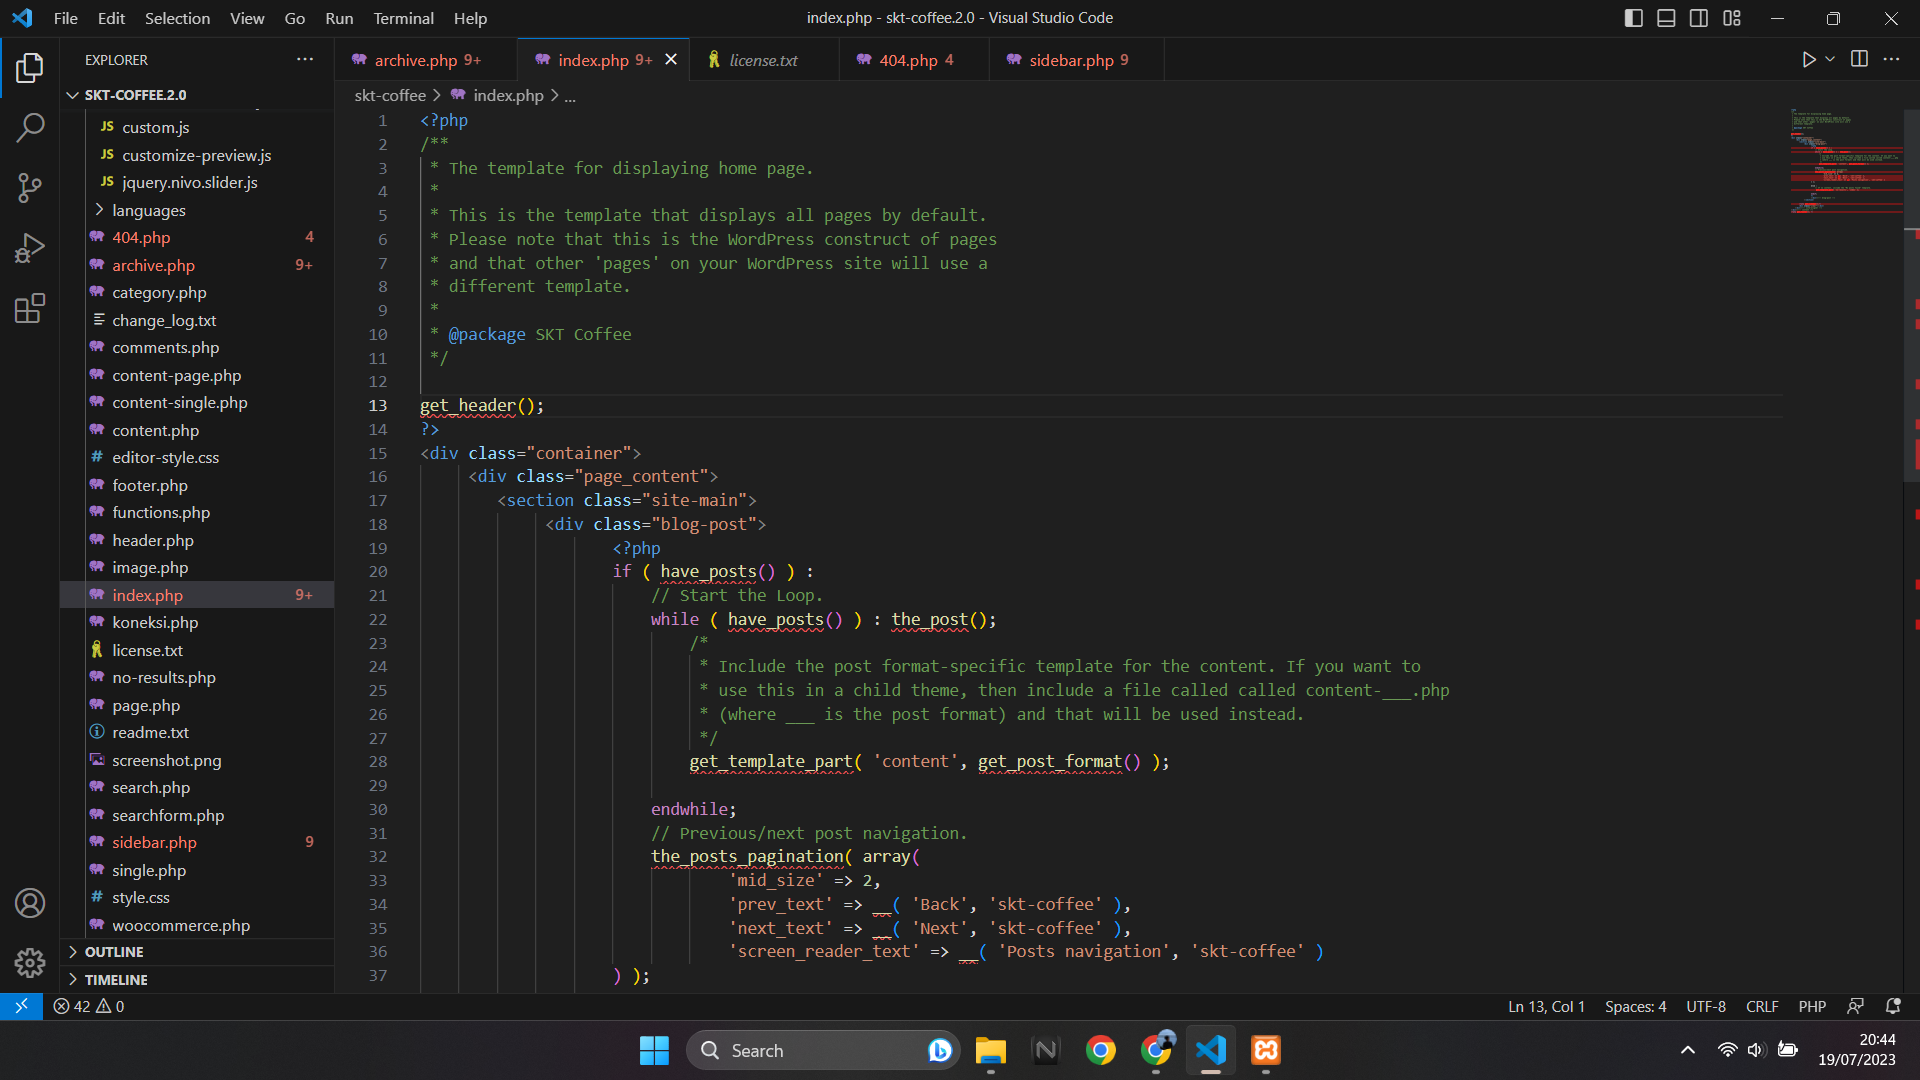 File Edit Selection View Go Run Terminal Help
index.php - skt-coffee.2.0 - Visual Studio Code
EXPLORER
SKT-COFFEE.2.0
JS custom.js
JS customize-preview.js
JS jquery.nivo.slider.js
languages
404.php 4
archive.php 9+
category.php
change_log.txt
comments.php
content-page.php
content-single.php
content.php
# editor-style.css
footer.php
functions.php
header.php
image.php
index.php 9+
koneksi.php
license.txt
no-results.php
page.php
readme.txt
screenshot.png
search.php
searchform.php
sidebar.php 9
single.php
# style.css
woocommerce.php
OUTLINE
TIMELINE
archive.php 9+
index.php 9+
license.txt
404.php 4
sidebar.php 9
skt-coffee > index.php > ...
1 <?php
2 /**
3 * The template for displaying home page.
4 *
5 * This is the template that displays all pages by default.
6 * Please note that this is the WordPress construct of pages
7 * and that other 'pages' on your WordPress site will use a
8 * different template.
9 *
10 * @package SKT Coffee
11 */
12
13 get_header();
14 ?>
15 <div class="container">
16 <div class="page_content">
17 <section class="site-main">
18 <div class="blog-post">
19 <?php
20 if ( have_posts() ) :
21 // Start the Loop.
22 while ( have_posts() ) : the_post();
23 /*
24 * Include the post format-specific template for the content. If you want to
25 * use this in a child theme, then include a file called called content-___.php
26 * (where ___ is the post format) and that will be used instead.
27 */
28 get_template_part( 'content', get_post_format() );
29
30 endwhile;
31 // Previous/next post navigation.
32 the_posts_pagination( array(
33 'mid_size' => 2,
34 'prev_text' => __( 'Back', 'skt-coffee' ),
35 'next_text' => __( 'Next', 'skt-coffee' ),
36 'screen_reader_text' => __( 'Posts navigation', 'skt-coffee' )
37 ) );
42 0
Ln 13, Col 1 Spaces: 4 UTF-8 CRLF PHP
Search
20:44
19/07/2023